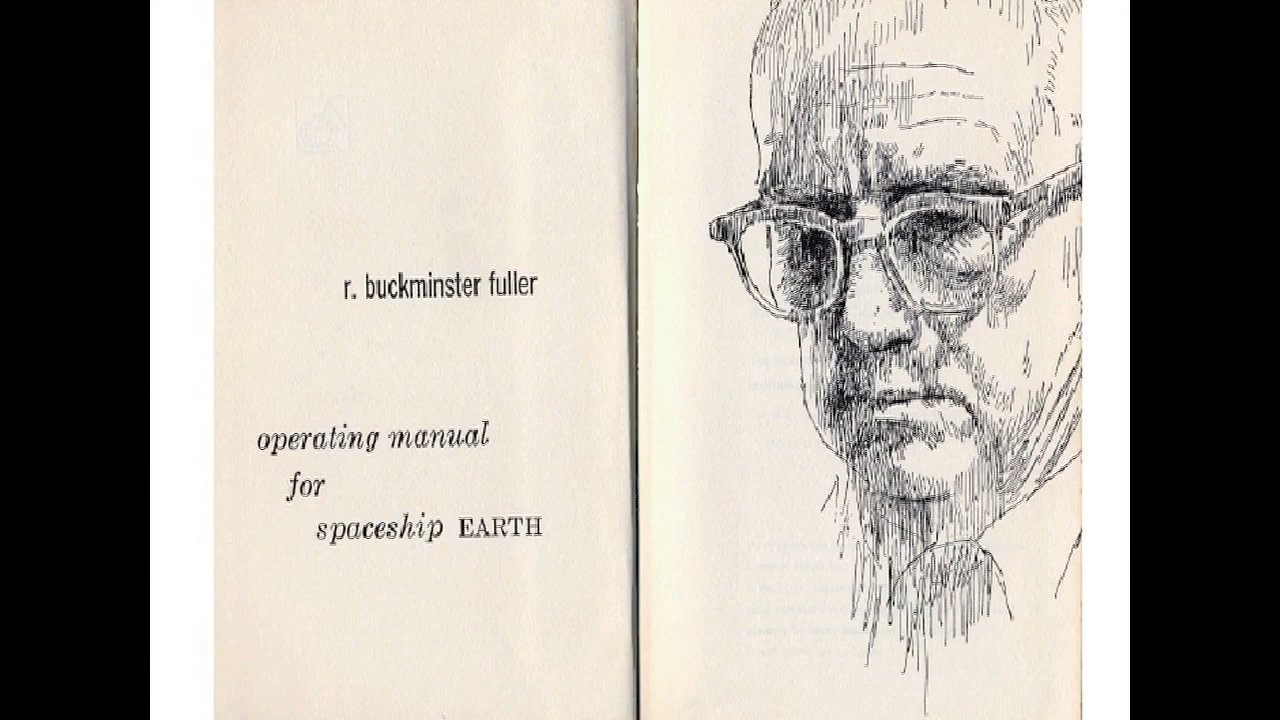 r. buckminster fuller
operating manual
for
spaceship EARTH